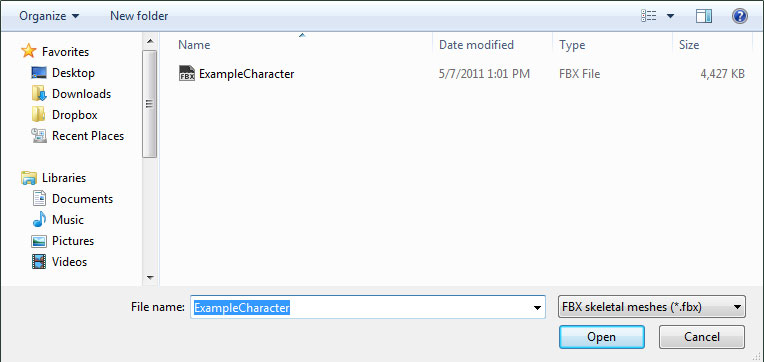 Organize New folder
Favorites
Desktop
Downloads
Dropbox
Recent Places
Libraries
Documents
Music
Pictures
Videos
Name Date modified Type Size
FBX ExampleCharacter 5/7/2011 1:01 PM FBX File 4,427 KB
File name: ExampleCharacter FBX skeletal meshes (*.fbx)
Open Cancel